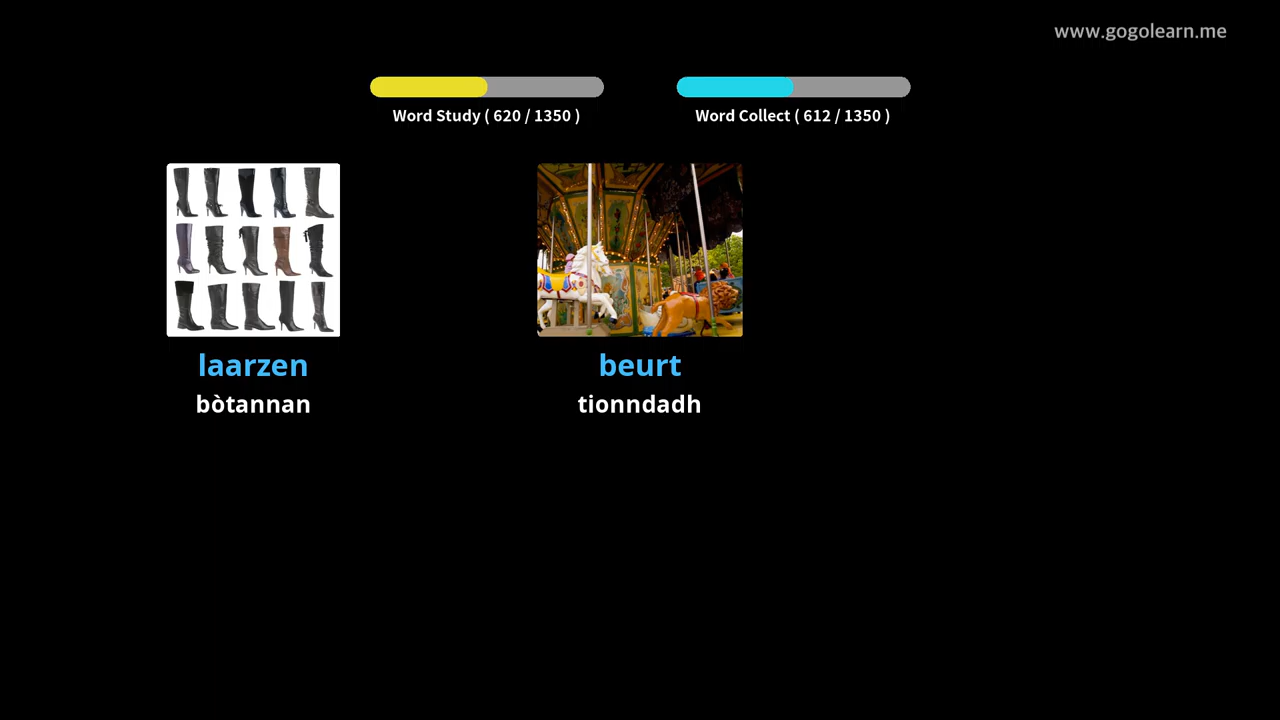 www.gogolearn.me
Word Study ( 620 / 1350 )
Word Collect ( 612 / 1350 )
laarzen
bòtannan
beurt
tionndadh